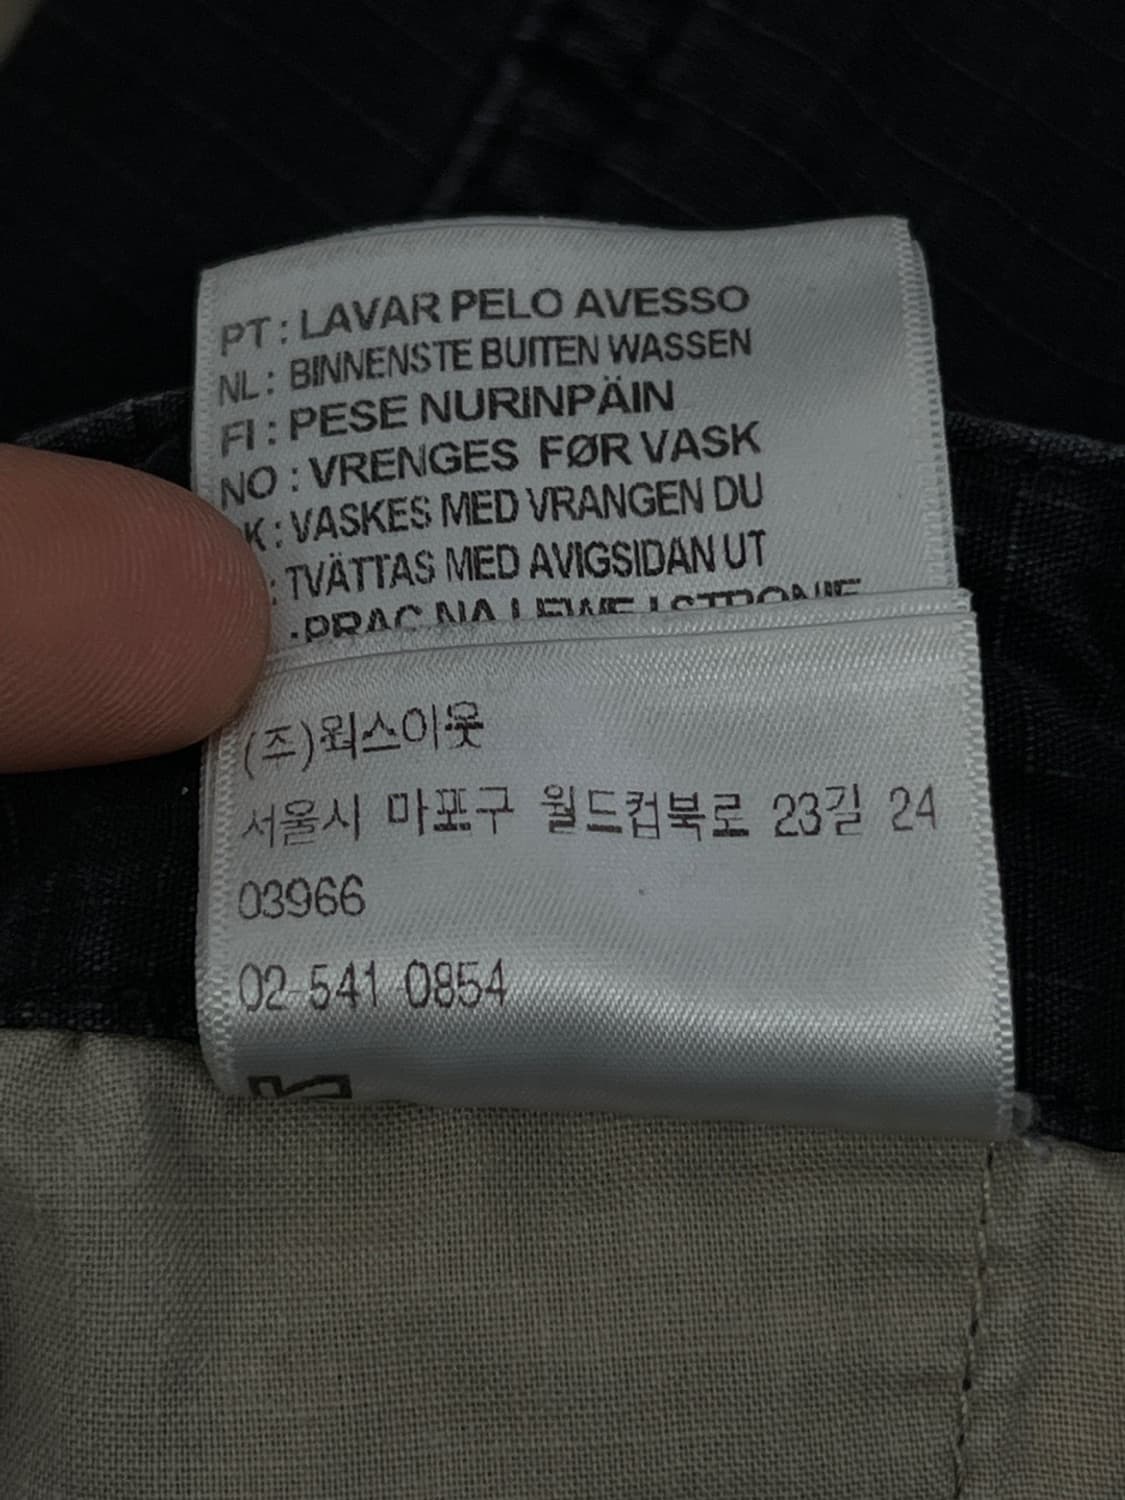 PT : LAVAR PELO AVESSO
NL : BINNENSTE BUITEN WASSEN
FI : PESE NURINPÄIN
NO : VRENGES FØR VASK
K : VASKES MED VRANGEN DU
: TVÄTTAS MED AVIGSIDAN UT
(주)웍스아웃
서울시 마포구 월드컵북로 23길 24
03966
02-541 0854